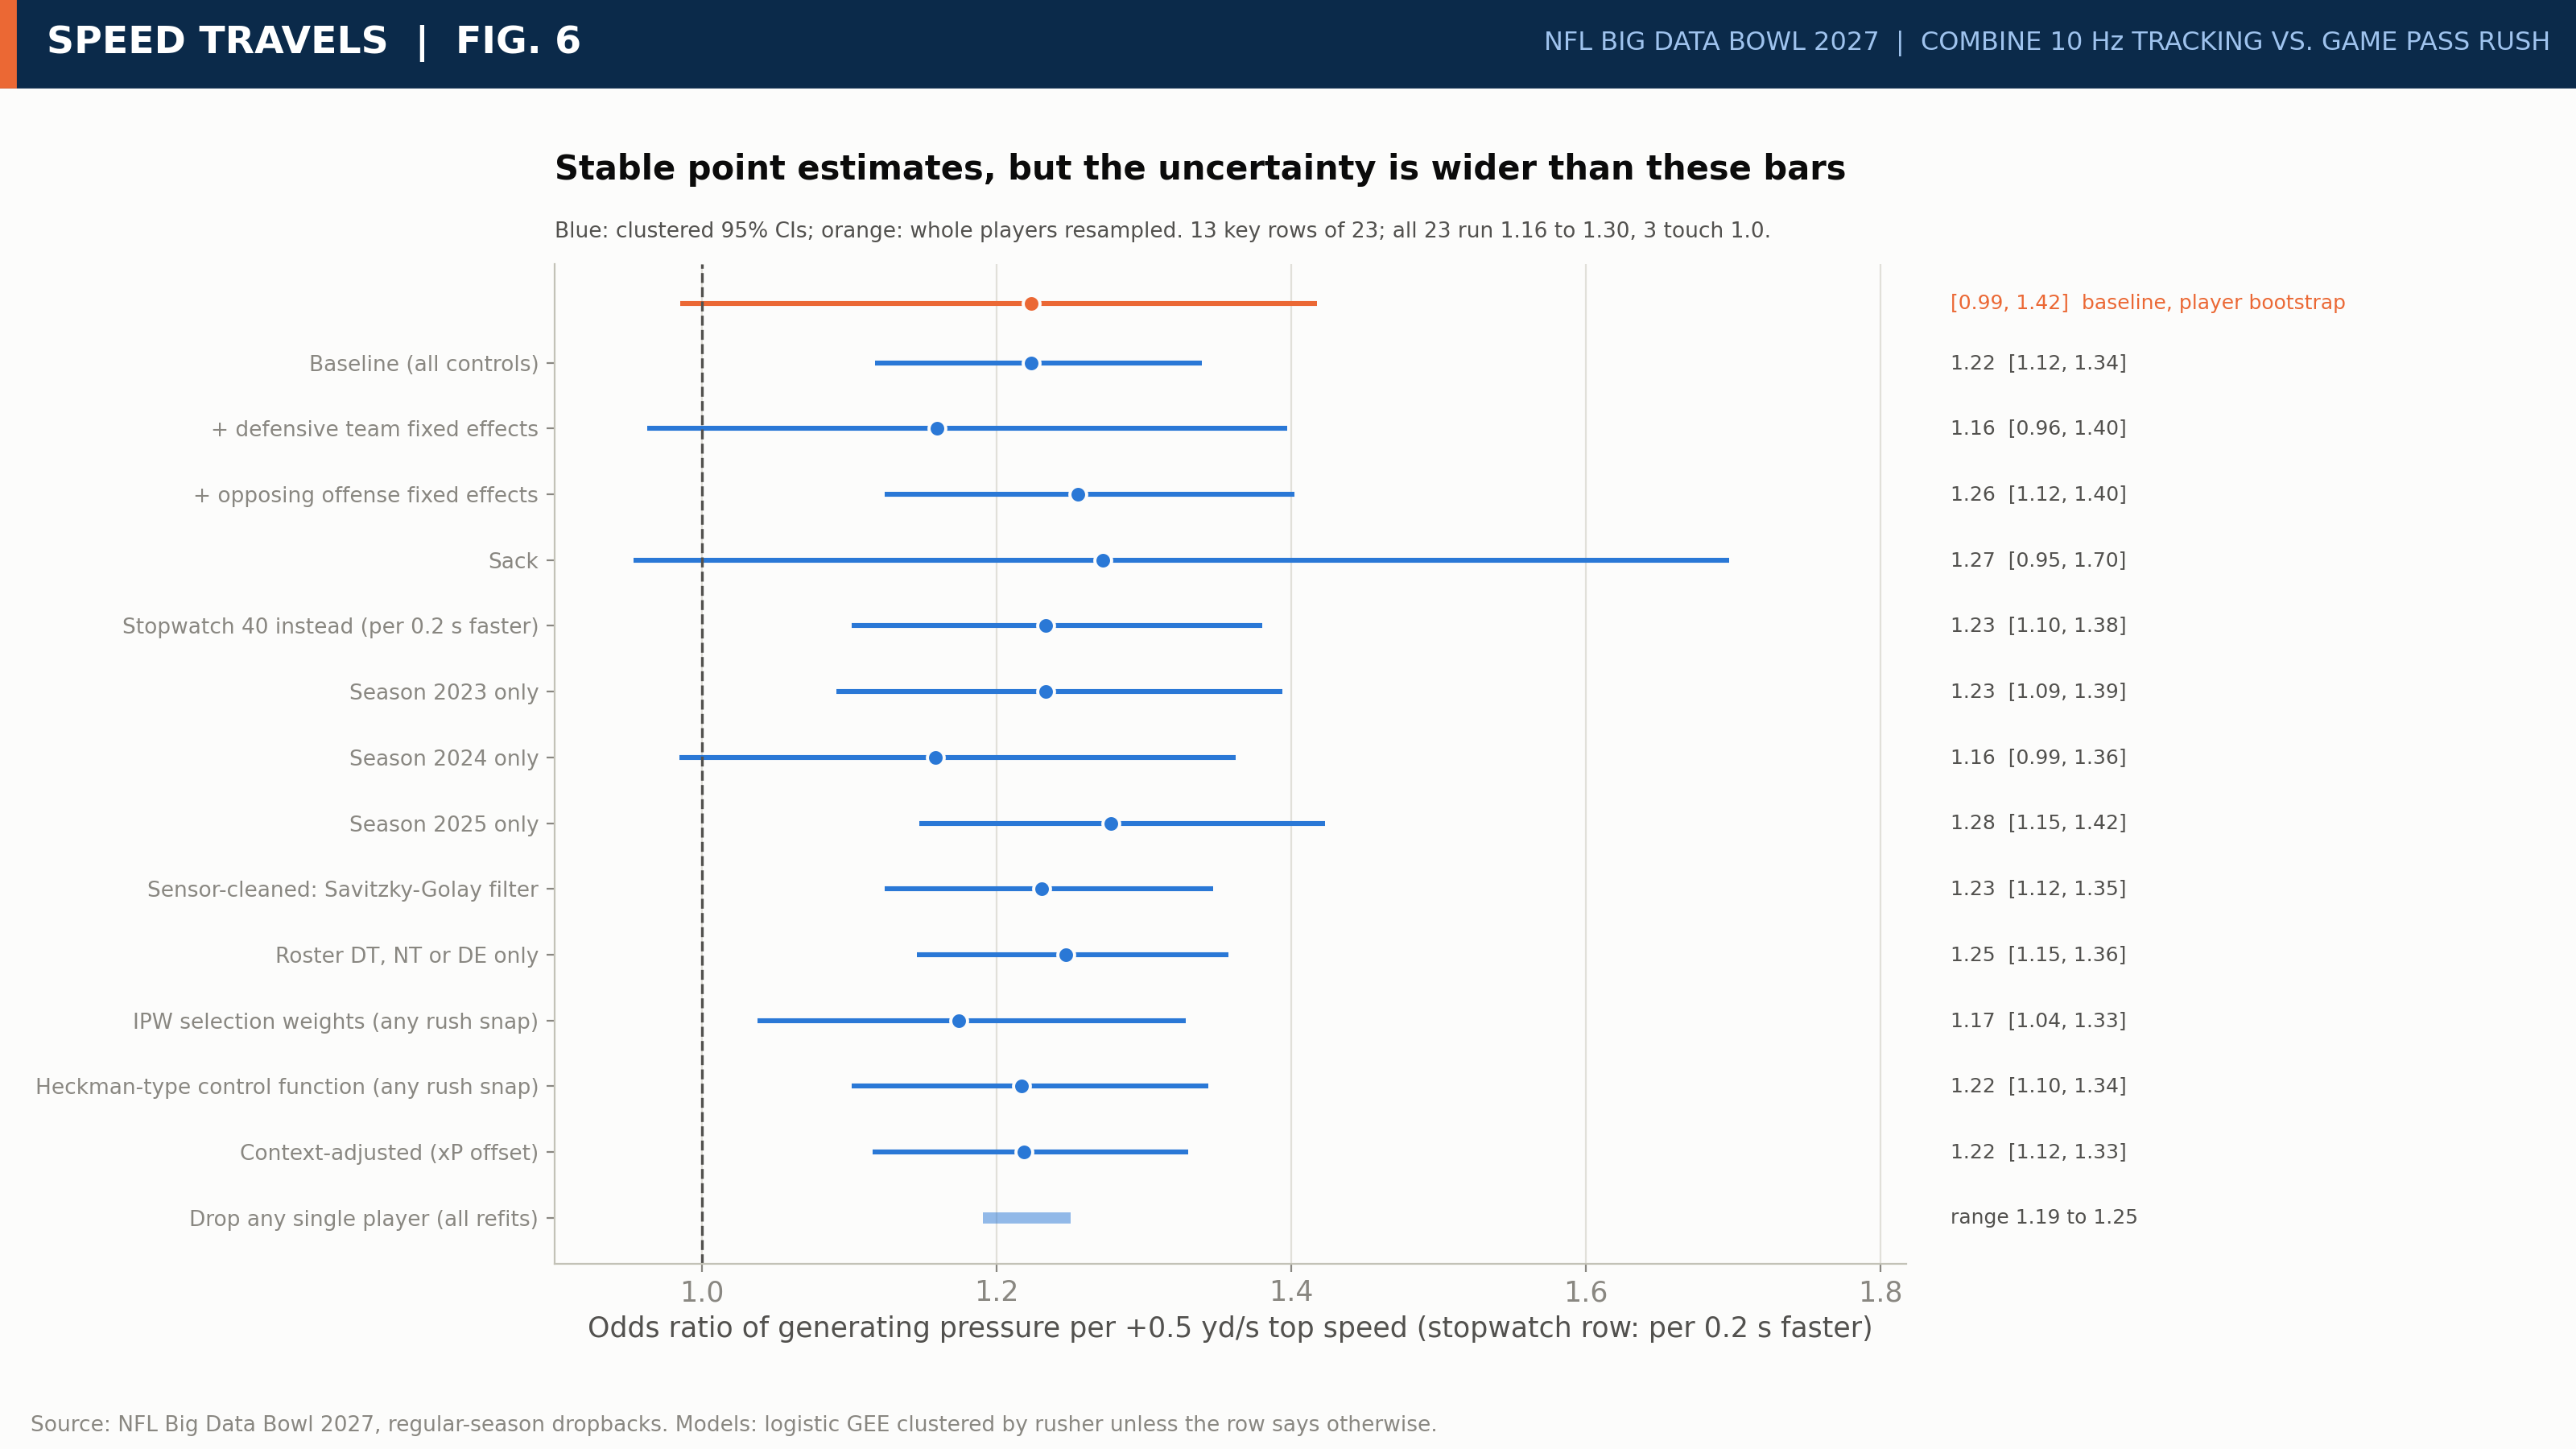 SPEED TRAVELS | FIG. 6
NFL BIG DATA BOWL 2027 | COMBINE 10 Hz TRACKING VS. GAME PASS RUSH
Stable point estimates, but the uncertainty is wider than these bars
Blue: clustered 95% CIs; orange: whole players resampled. 13 key rows of 23; all 23 run 1.16 to 1.30, 3 touch 1.0.
[0.99, 1.42] baseline, player bootstrap
Baseline (all controls) 1.22 [1.12, 1.34]
+ defensive team fixed effects 1.16 [0.96, 1.40]
+ opposing offense fixed effects 1.26 [1.12, 1.40]
Sack 1.27 [0.95, 1.70]
Stopwatch 40 instead (per 0.2 s faster) 1.23 [1.10, 1.38]
Season 2023 only 1.23 [1.09, 1.39]
Season 2024 only 1.16 [0.99, 1.36]
Season 2025 only 1.28 [1.15, 1.42]
Sensor-cleaned: Savitzky-Golay filter 1.23 [1.12, 1.35]
Roster DT, NT or DE only 1.25 [1.15, 1.36]
IPW selection weights (any rush snap) 1.17 [1.04, 1.33]
Heckman-type control function (any rush snap) 1.22 [1.10, 1.34]
Context-adjusted (xP offset) 1.22 [1.12, 1.33]
Drop any single player (all refits) range 1.19 to 1.25
1.0 1.2 1.4 1.6 1.8
Odds ratio of generating pressure per +0.5 yd/s top speed (stopwatch row: per 0.2 s faster)
Source: NFL Big Data Bowl 2027, regular-season dropbacks. Models: logistic GEE clustered by rusher unless the row says otherwise.